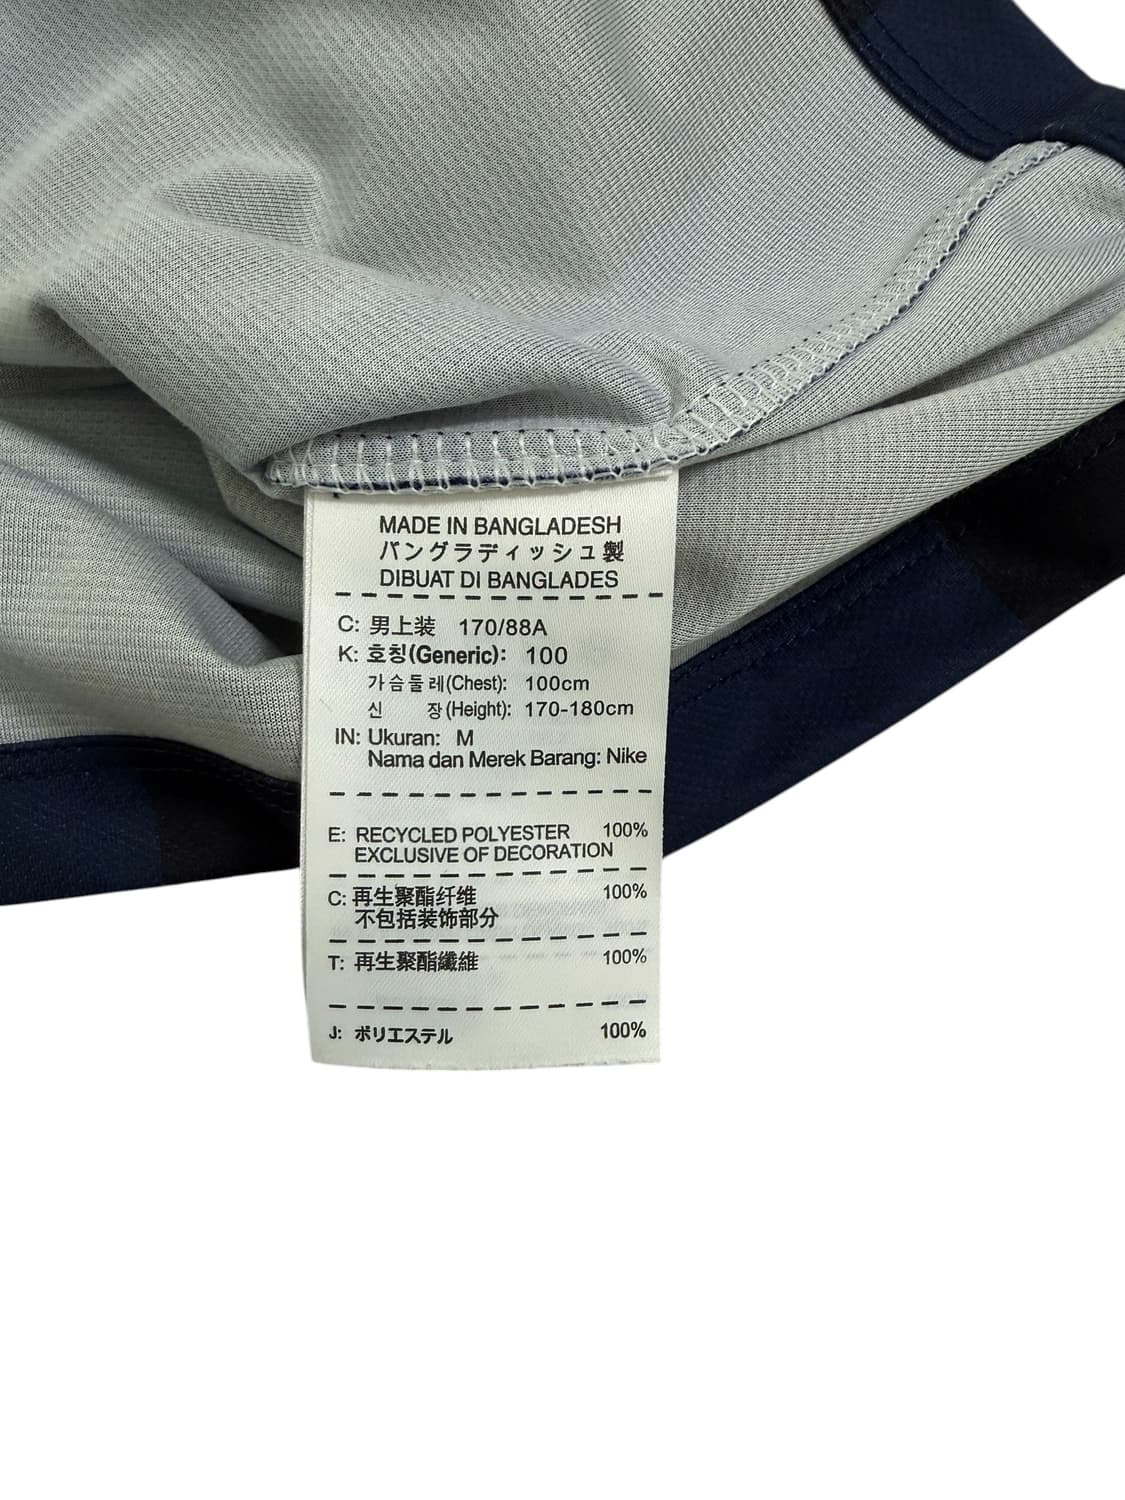 MADE IN BANGLADESH
バングラディッシュ製
DIBUAT DI BANGLADES
C: 男上装 170/88A
K: 호칭(Generic): 100
가슴둘레(Chest): 100cm
신 장(Height): 170-180cm
IN: Ukuran: M
Nama dan Merek Barang: Nike
E: RECYCLED POLYESTER 100%
EXCLUSIVE OF DECORATION
C: 再生聚酯纤维 100%
不包括装饰部分
T: 再生聚酯纖維 100%
J: ポリエステル 100%